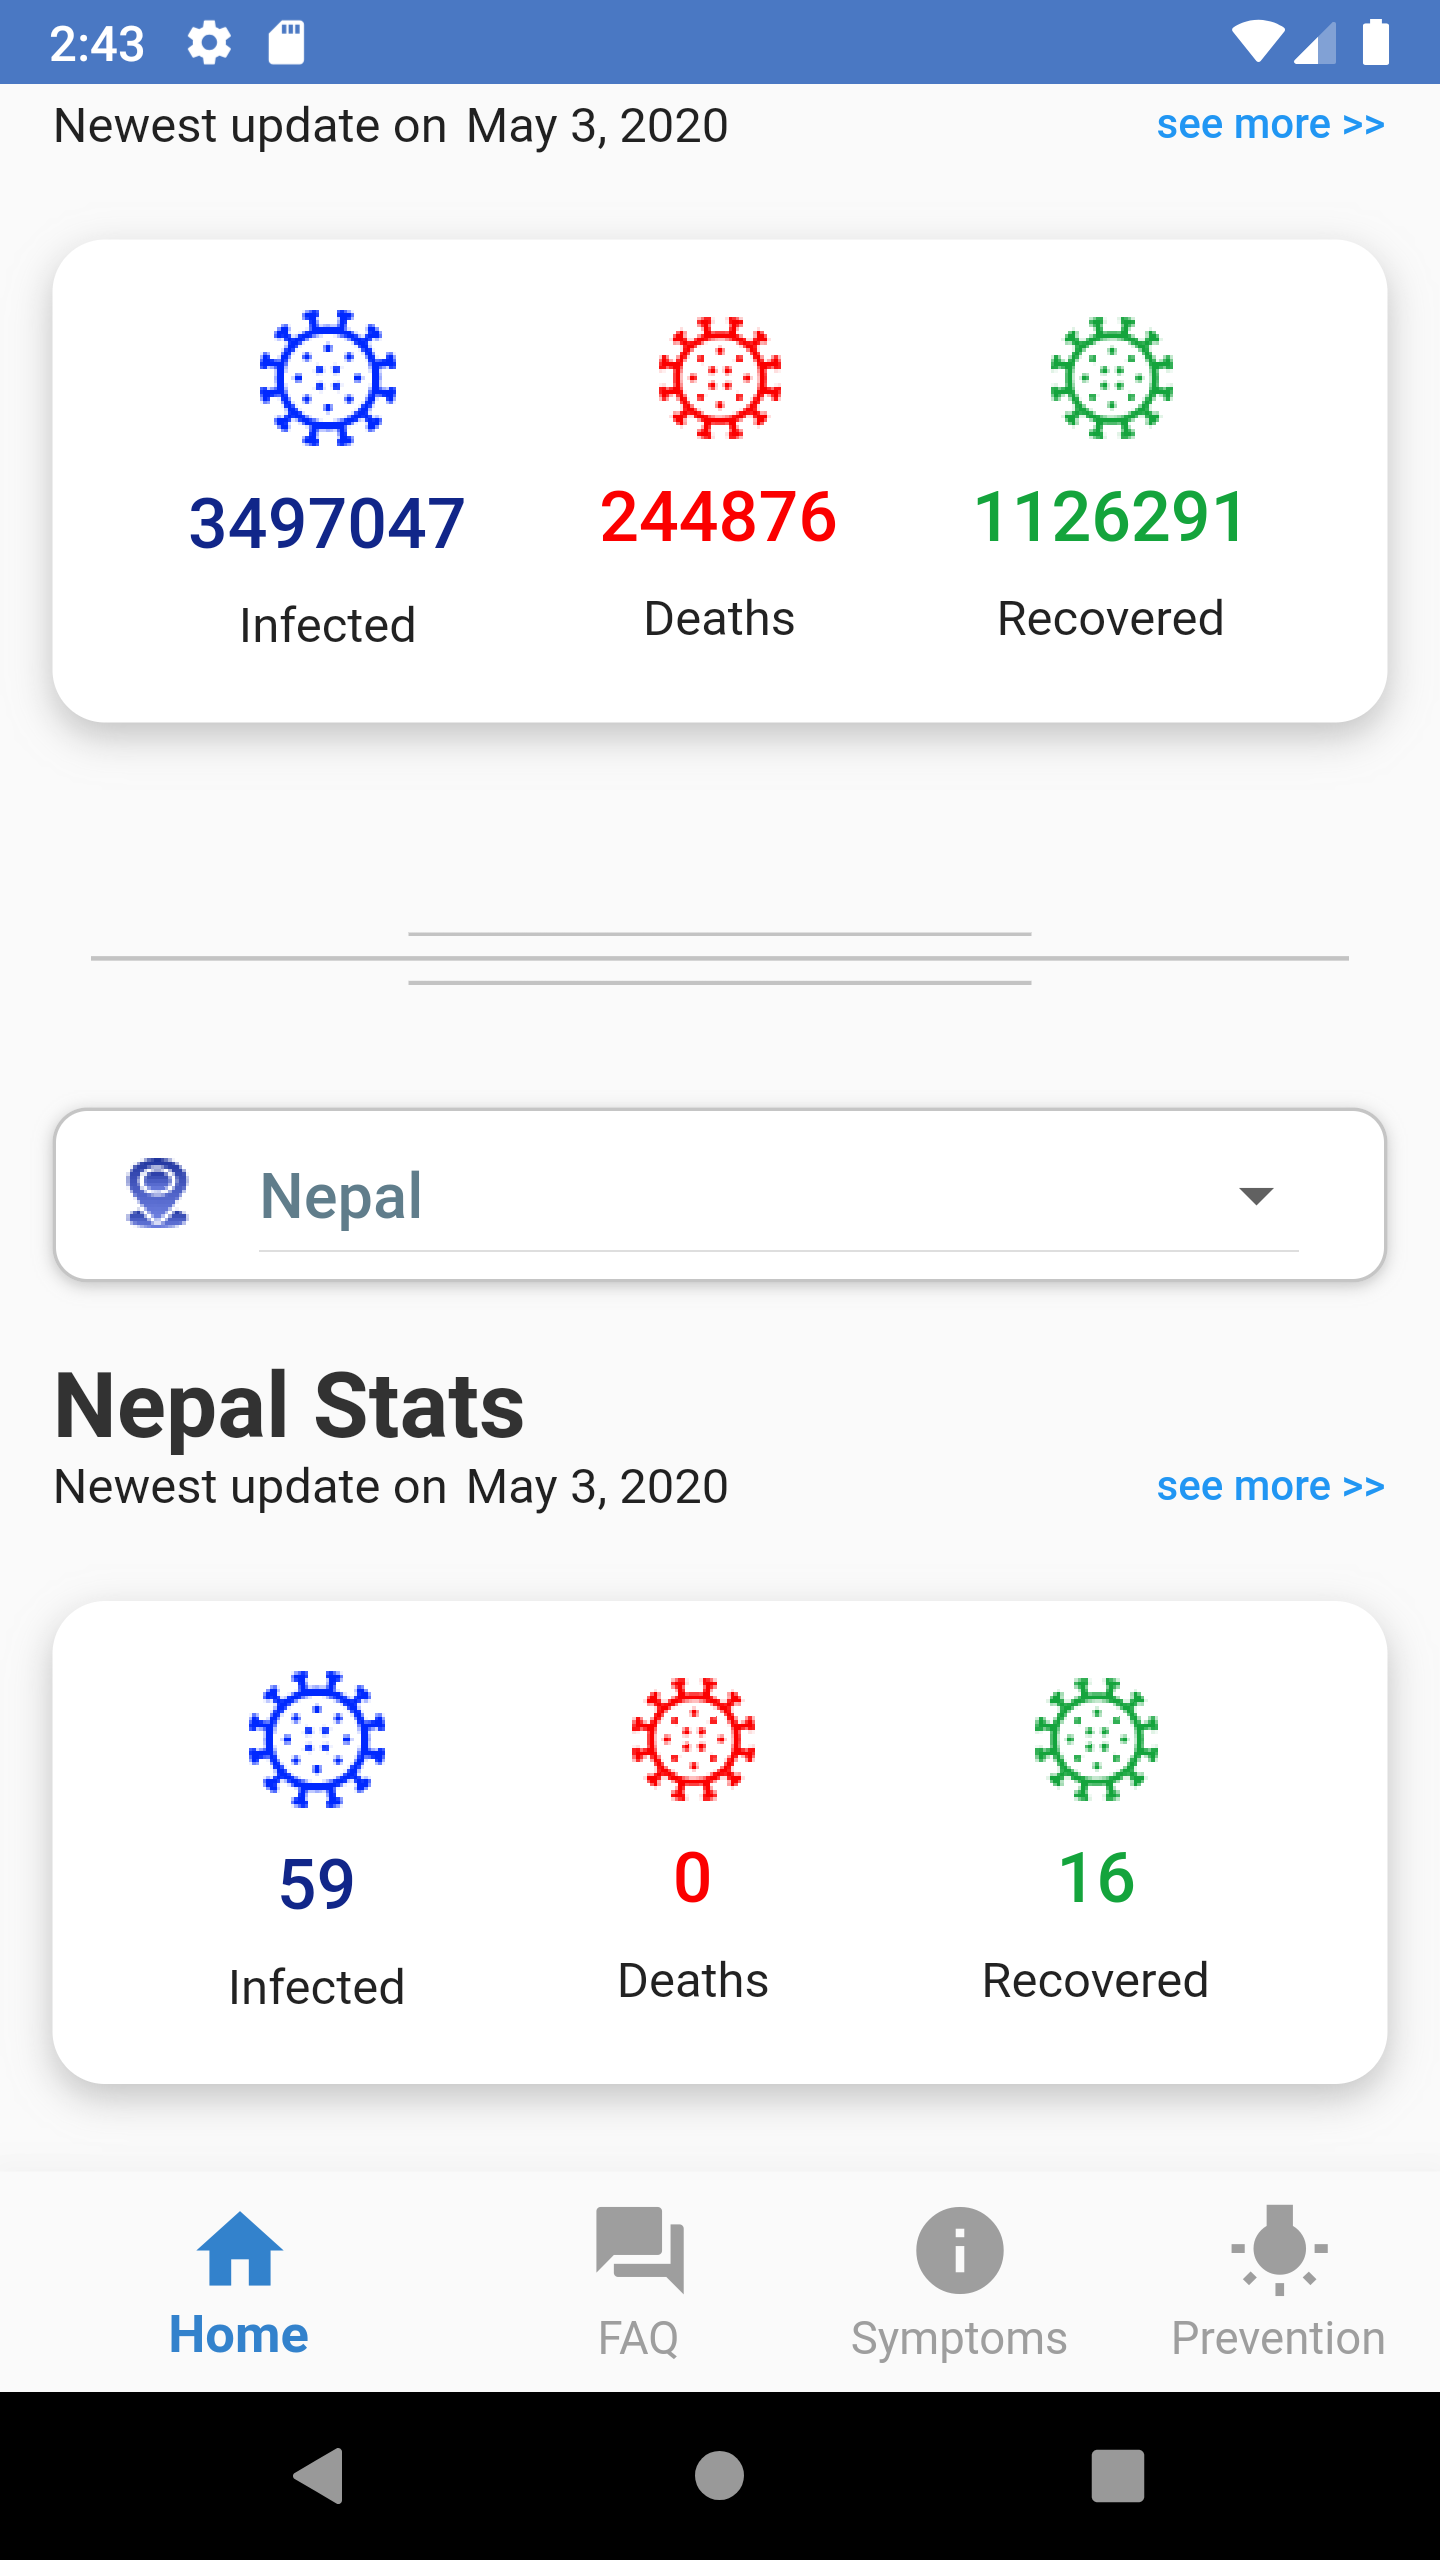 2:43
Newest update on May 3, 2020 see more >>
3497047 244876 1126291
Infected Deaths Recovered
Nepal
Nepal Stats
Newest update on May 3, 2020 see more >>
59 0 16
Infected Deaths Recovered
Home FAQ Symptoms Prevention